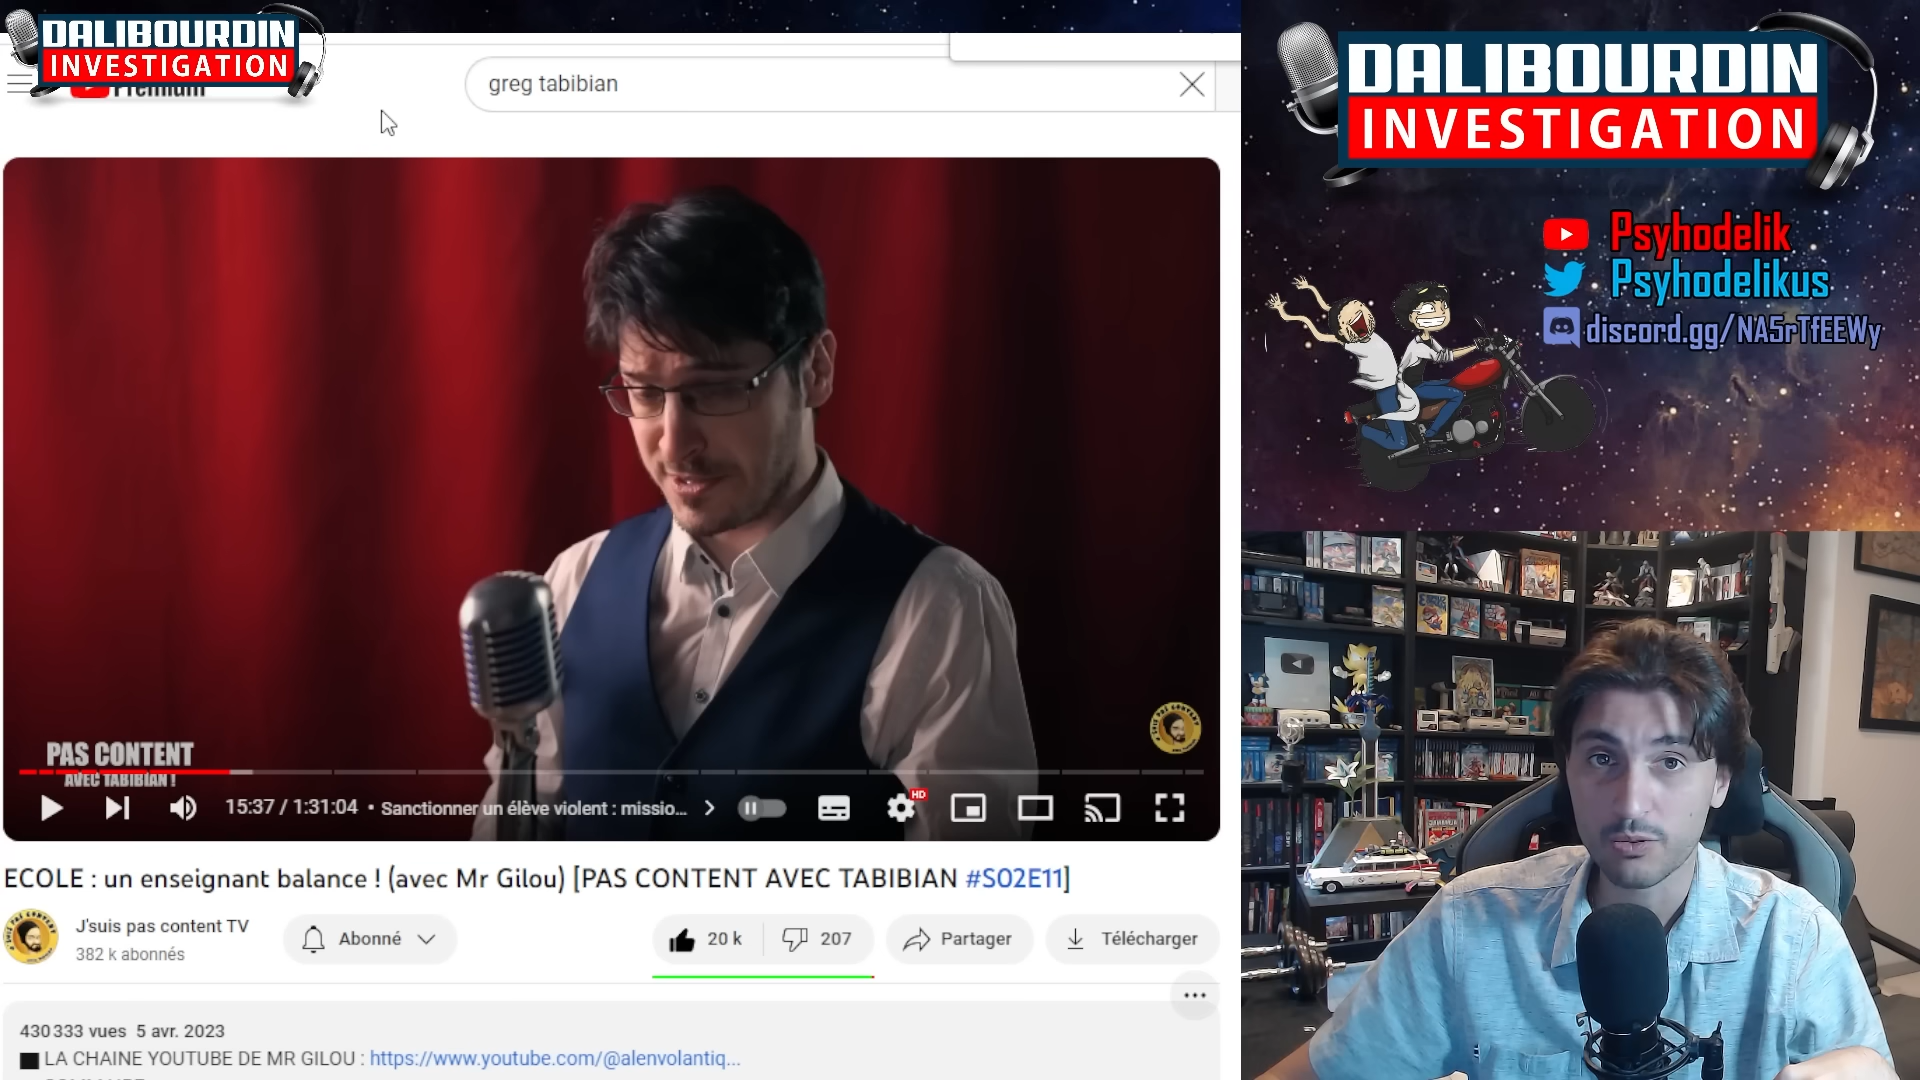 DALIBOURDIN
INVESTIGATION
Premium
greg tabibian
PAS CONTENT
AVEC TABIBIAN !
15:37 / 1:31:04 • Sanctionner un élève violent : missio...
HD
ECOLE : un enseignant balance ! (avec Mr Gilou) [PAS CONTENT AVEC TABIBIAN #S02E11]
J'suis pas content TV
382 k abonnés
Abonné
20 k
207
Partager
Télécharger
430 333 vues 5 avr. 2023
LA CHAINE YOUTUBE DE MR GILOU : https://www.youtube.com/@alenvolantiq...
DALIBOURDIN
INVESTIGATION
Psyhodelik
Psyhodelikus
discord.gg/NA5rTfEEWy